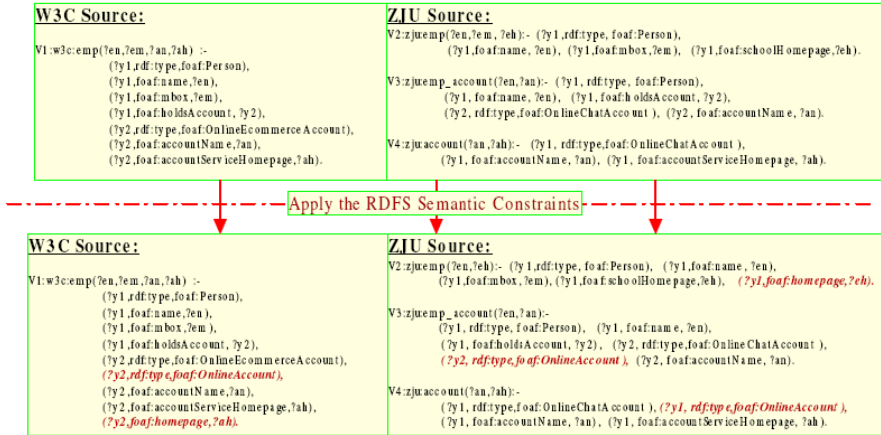 W3C Source:
V1:w3c:emp(?en,?em,?an,?ah) :-
(?y1,rdf:type,foaf:Person),
(?y1,foaf:name,?en),
(?y1,foaf:mbox,?em),
(?y1,foaf:holdsAccount, ?y2),
(?y2,rdf:type,foaf:OnlineEcommerceAccount),
(?y2,foaf:accountName,?an),
(?y2,foaf:accountServiceHomepage,?ah).
ZJU Source:
V2:zju:emp(?en,?em, ?eh):- (?y1,rdf:type, foaf:Person),
(?y1,foaf:name, ?en), (?y1,foaf:mbox,?em), (?y1,foaf:schoolHomepage,?eh).
V3:zju:emp_account(?en,?an):- (?y1, rdf:type, foaf:Person),
(?y1, foaf:name, ?en), (?y1, foaf:holdsAccount, ?y2),
(?y2, rdf:type,foaf:OnlineChatAccount ), (?y2, foaf:accountName, ?an).
V4:zju:account(?an,?ah):- (?y1, rdf:type,foaf:OnlineChatAccount ),
(?y1, foaf:accountName, ?an), (?y1, foaf:accountServiceHomepage, ?ah).
Apply the RDFS Semantic Constraints
W3C Source:
V1:w3c:emp(?en,?em,?an,?ah) :-
(?y1,rdf:type,foaf:Person),
(?y1,foaf:name,?en),
(?y1,foaf:mbox,?em),
(?y1,foaf:holdsAccount, ?y2),
(?y2,rdf:type,foaf:OnlineEcommerceAccount),
(?y2,rdf:type,foaf:OnlineAccount),
(?y2,foaf:accountName,?an),
(?y2,foaf:accountServiceHomepage,?ah),
(?y2,foaf:homepage,?ah).
ZJU Source:
V2:zju:emp(?en,?eh):- (?y1,rdf:type, foaf:Person), (?y1,foaf:name, ?en),
(?y1,foaf:mbox, ?em), (?y1,foaf:schoolHomepage,?eh), (?y1,foaf:homepage,?eh).
V3:zju:emp_account(?en,?an):-
(?y1, rdf:type, foaf:Person), (?y1, foaf:name, ?en),
(?y1, foaf:holdsAccount, ?y2), (?y2, rdf:type,foaf:OnlineChatAccount ),
(?y2, rdf:type,foaf:OnlineAccount ), (?y2, foaf:accountName, ?an).
V4:zju:account(?an,?ah):-
(?y1, rdf:type,foaf:OnlineChatAccount ), (?y1, rdf:type,foaf:OnlineAccount ),
(?y1, foaf:accountName, ?an), (?y1, foaf:accountServiceHomepage, ?ah).